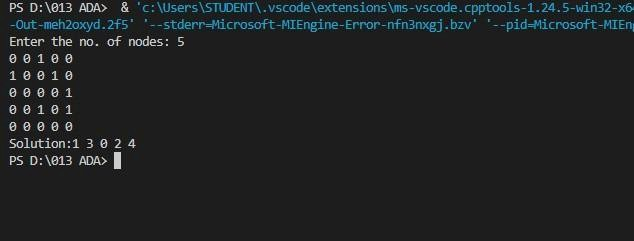 PS D:\013 ADA>  & 'c:\Users\STUDENT\.vscode\extensions\ms-vscode.cpptools-1.24.5-win32-x64
-Out-meh2oxyd.2f5' '--stderr=Microsoft-MIEngine-Error-nfn3nxgj.bzv' '--pid=Microsoft-MIEng
Enter the no. of nodes: 5
0 0 1 0 0
1 0 0 1 0
0 0 0 0 1
0 0 1 0 1
0 0 0 0 0
Solution:1 3 0 2 4
PS D:\013 ADA>